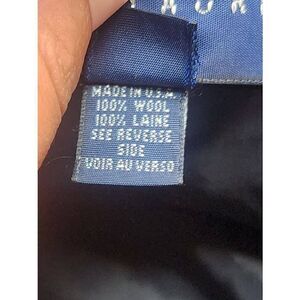 MADE IN U.S.A.
100% WOOL
100% LAINE
SEE REVERSE
SIDE
VOIR AU VERSO